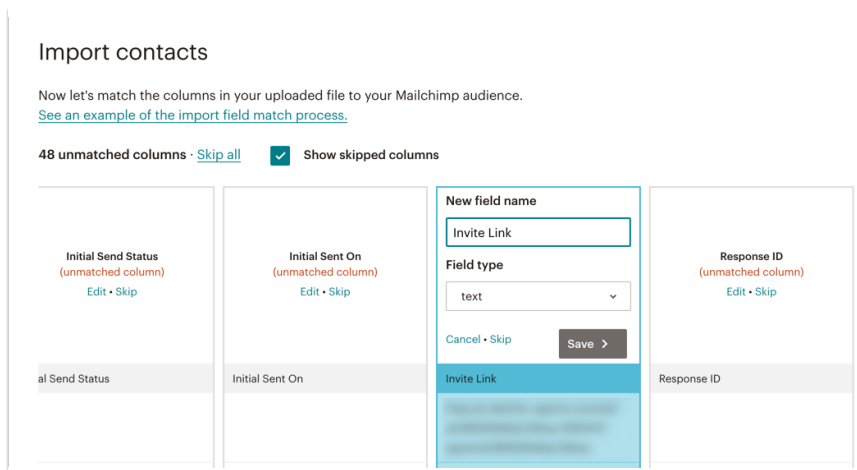 Import contacts
Now let's match the columns in your uploaded file to your Mailchimp audience.
See an example of the import field match process.
48 unmatched columns · Skip all
Show skipped columns
Initial Send Status
(unmatched column)
Edit • Skip
al Send Status
Initial Sent On
(unmatched column)
Edit • Skip
Initial Sent On
New field name
Invite Link
Field type
text
Cancel • Skip
Save >
Invite Link
Response ID
(unmatched column)
Edit • Skip
Response ID